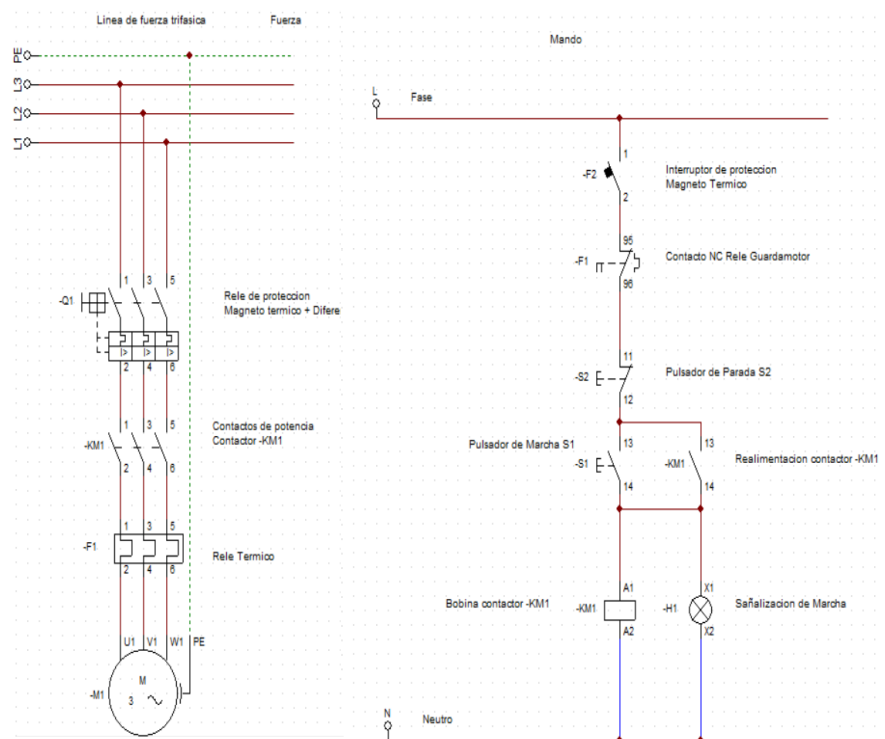 Linea de fuerza trifasica
Fuerza
PE
L3
L2
L1
1 3 5
-Q1
Rele de proteccion
Magneto termico + Difere
I> I> I>
2 4 6
1 3 5
-KM1
Contactos de potencia
Contactor -KM1
2 4 6
1 3 5
-F1
Rele Termico
2 4 6
U1 V1 W1 PE
-M1
M
3
Mando
L
Fase
1
-F2
Interruptor de proteccion
Magneto Termico
2
95
-F1
Contacto NC Rele Guardamotor
96
11
-S2
Pulsador de Parada S2
12
Pulsador de Marcha S1
13
-S1
14
13
-KM1
Realimentacion contactor -KM1
14
Bobina contactor -KM1
A1
-KM1
A2
X1
-H1
Sañalizacion de Marcha
X2
N
Neutro